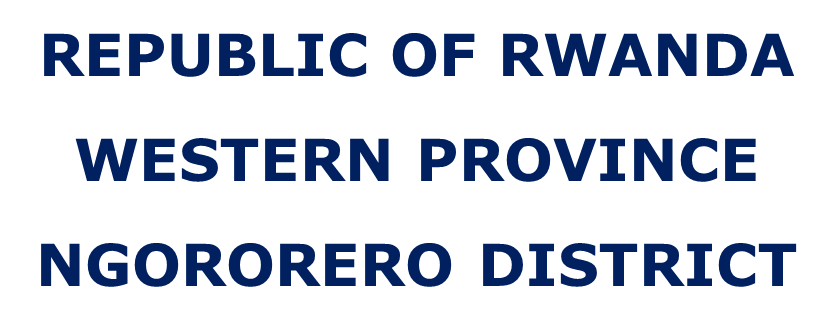 REPUBLIC OF RWANDA
WESTERN PROVINCE
NGORORERO DISTRICT